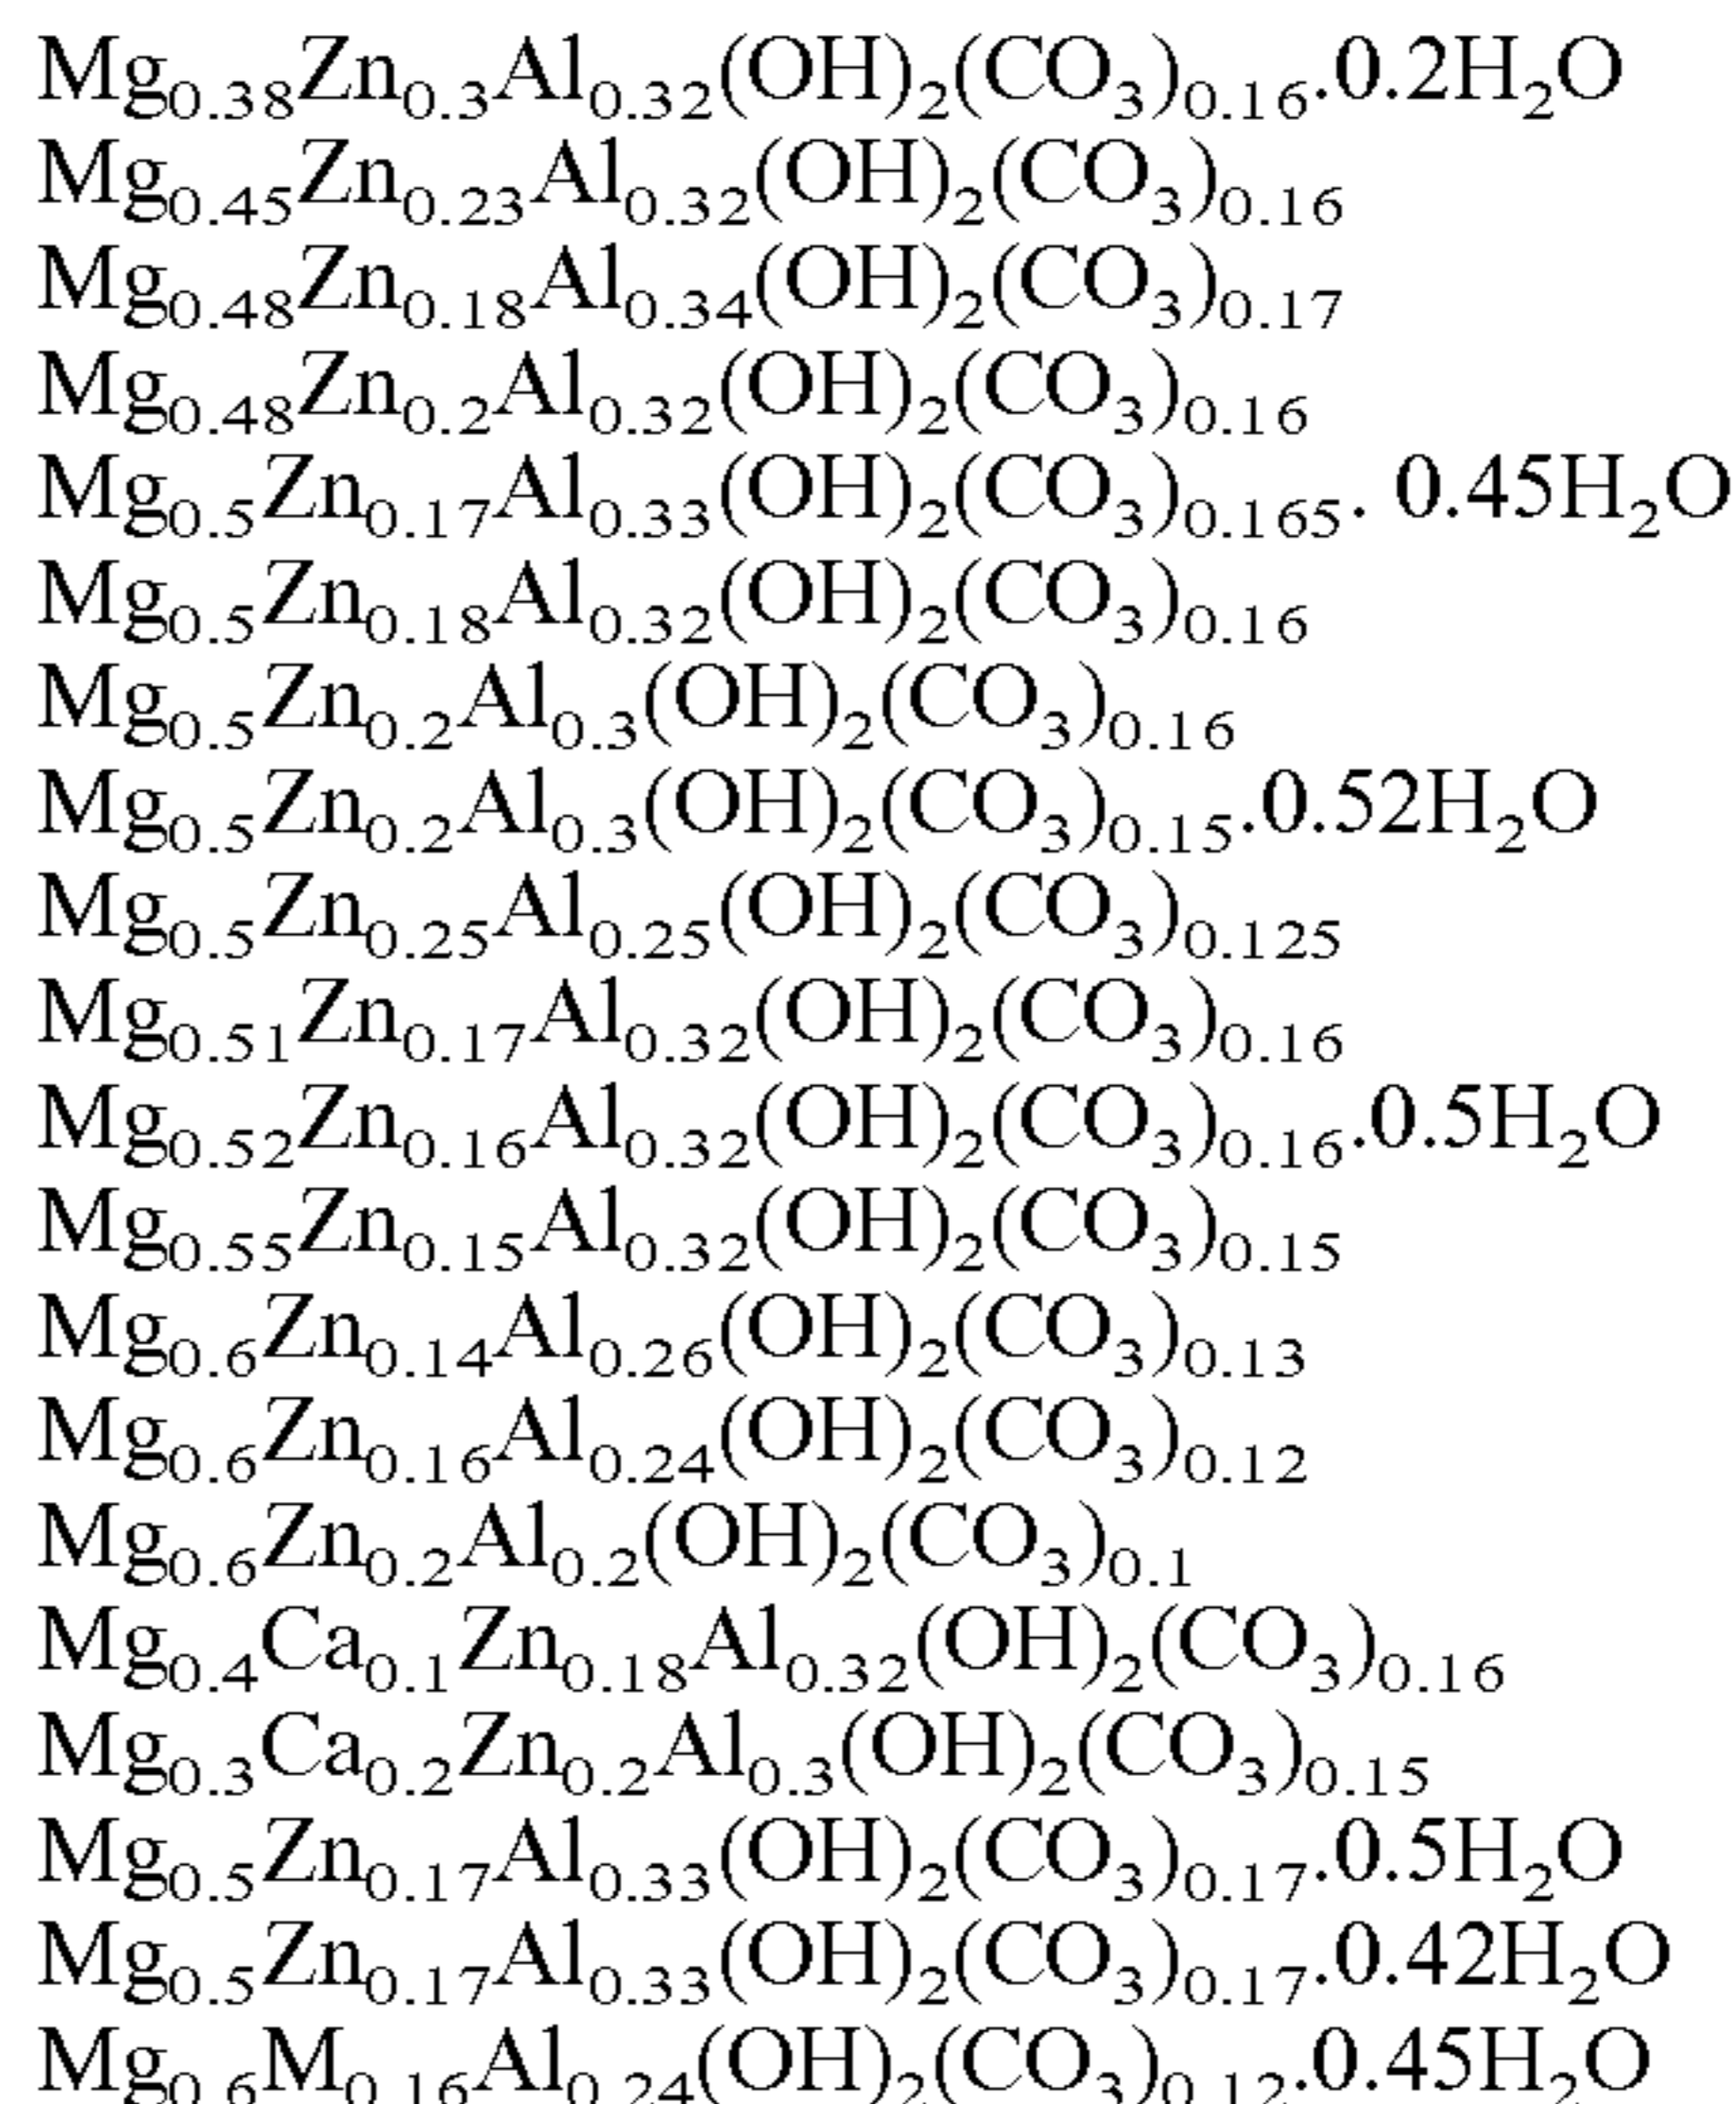 Mg0.38Zn0.3Al0.32(OH)2(CO3)0.16.0.2H2O
Mg0.45Zn0.23Al0.32(OH)2(CO3)0.16
Mg0.48Zn0.18Al0.34(OH)2(CO3)0.17
Mg0.48Zn0.2Al0.32(OH)2(CO3)0.16
Mg0.5Zn0.17Al0.33(OH)2(CO3)0.165. 0.45H2O
Mg0.5Zn0.18Al0.32(OH)2(CO3)0.16
Mg0.5Zn0.2Al0.3(OH)2(CO3)0.16
Mg0.5Zn0.2Al0.3(OH)2(CO3)0.15.0.52H2O
Mg0.5Zn0.25Al0.25(OH)2(CO3)0.125
Mg0.51Zn0.17Al0.32(OH)2(CO3)0.16
Mg0.52Zn0.16Al0.32(OH)2(CO3)0.16.0.5H2O
Mg0.55Zn0.15Al0.32(OH)2(CO3)0.15
Mg0.6Zn0.14Al0.26(OH)2(CO3)0.13
Mg0.6Zn0.16Al0.24(OH)2(CO3)0.12
Mg0.6Zn0.2Al0.2(OH)2(CO3)0.1
Mg0.4Ca0.1Zn0.18Al0.32(OH)2(CO3)0.16
Mg0.3Ca0.2Zn0.2Al0.3(OH)2(CO3)0.15
Mg0.5Zn0.17Al0.33(OH)2(CO3)0.17.0.5H2O
Mg0.5Zn0.17Al0.33(OH)2(CO3)0.17.0.42H2O
Mg0.6M0.16Al0.24(OH)2(CO3)0.12.0.45H2O